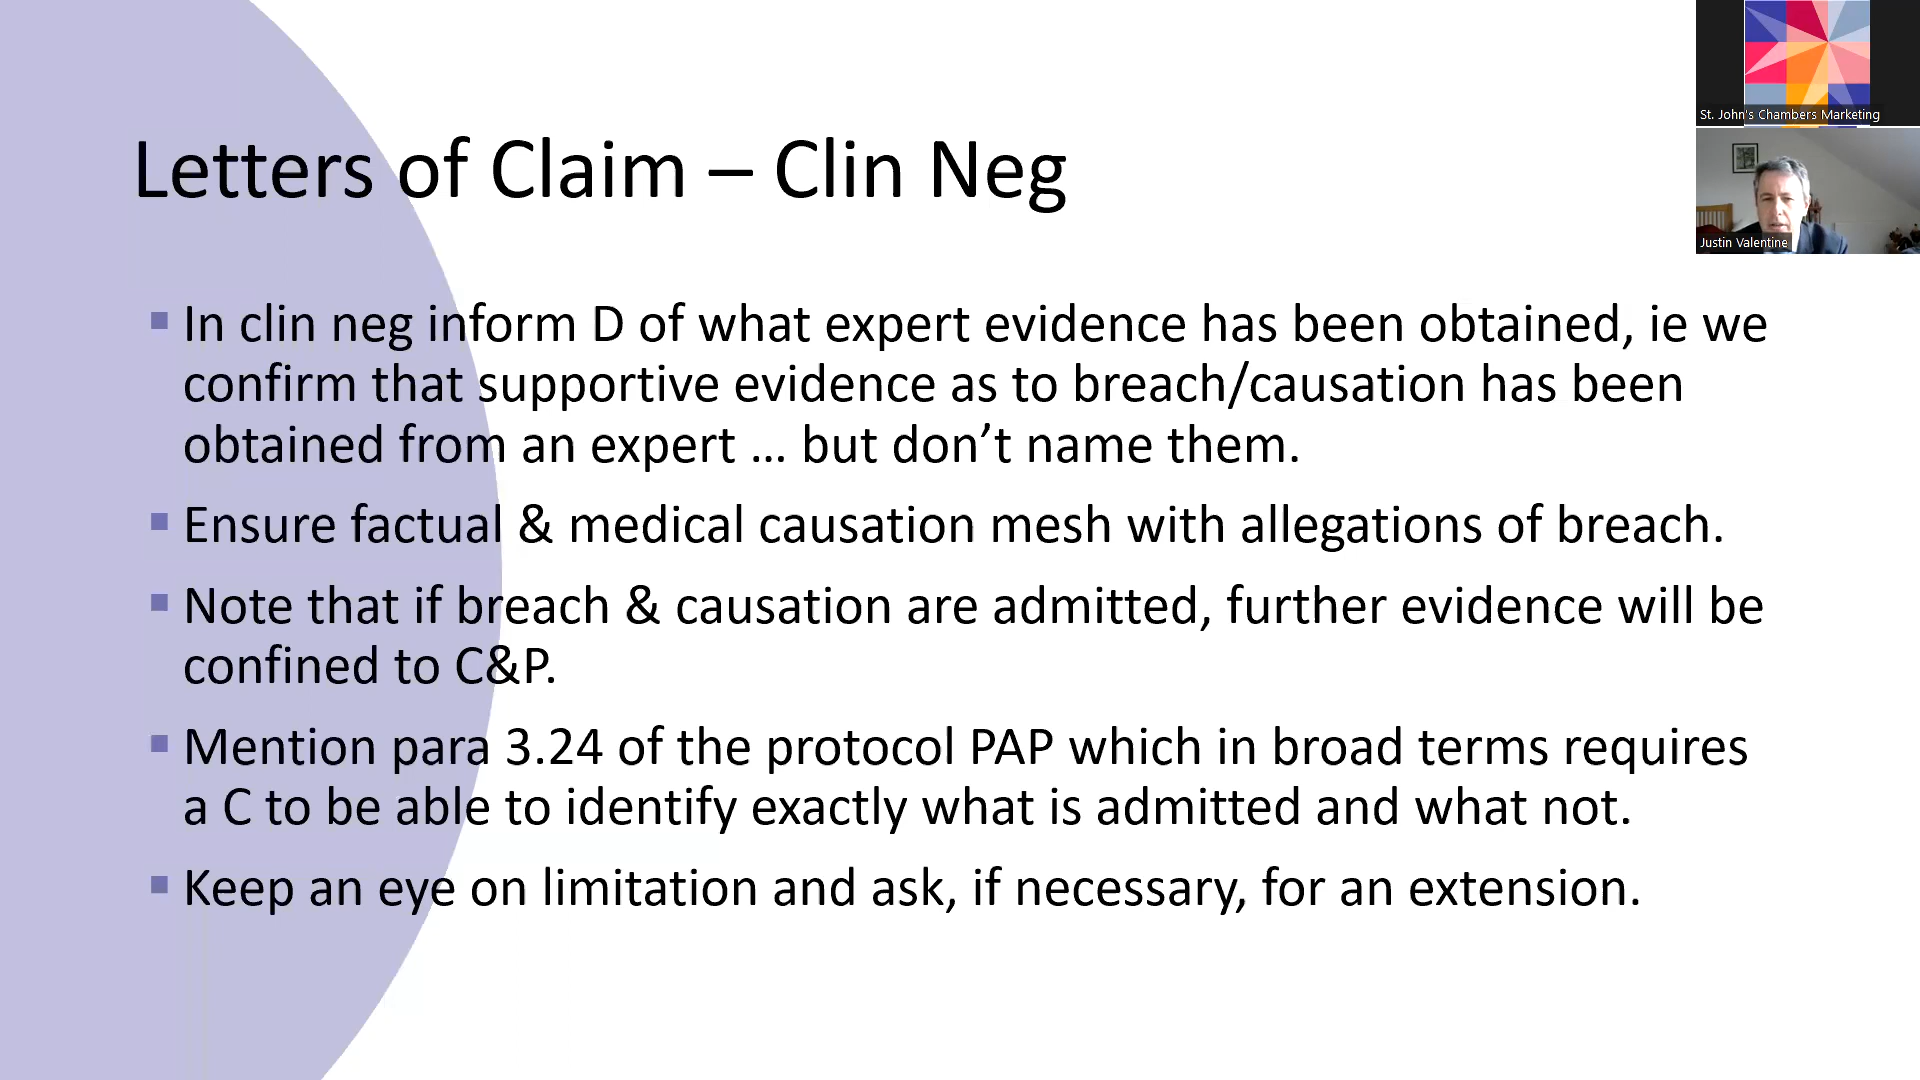 Letters of Claim – Clin Neg
In clin neg inform D of what expert evidence has been obtained, ie we
confirm that supportive evidence as to breach/causation has been
obtained from an expert … but don’t name them.
Ensure factual & medical causation mesh with allegations of breach.
Note that if breach & causation are admitted, further evidence will be
confined to C&P.
Mention para 3.24 of the protocol PAP which in broad terms requires
a C to be able to identify exactly what is admitted and what not.
Keep an eye on limitation and ask, if necessary, for an extension.
St. John's Chambers Marketing
Justin Valentine